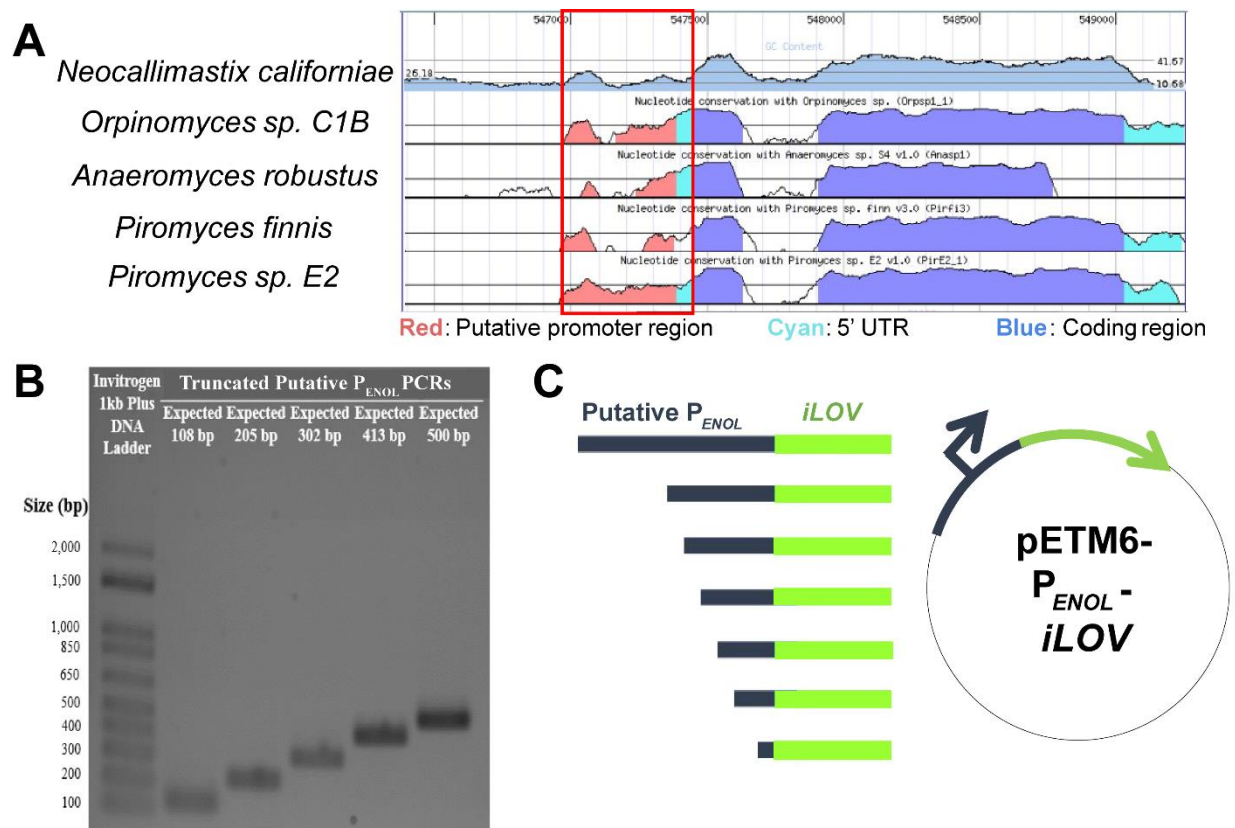 A
547000 547500 548000 548500 549000
GC Content
Neocallimastix californiae
26.18
41.67
10.58
Nucleotide conservation with Orpinomyces sp. (Orpsp1_1)
Orpinomyces sp. C1B
Nucleotide conservation with Anaeromyces sp. S4 v1.0 (Anasp1)
Anaeromyces robustus
Nucleotide conservation with Piromyces sp. finn v3.0 (Pirfi3)
Piromyces finnis
Nucleotide conservation with Piromyces sp. E2 v1.0 (PirE2_1)
Piromyces sp. E2
Red: Putative promoter region Cyan: 5' UTR Blue: Coding region
B
Invitrogen
1kb Plus
DNA
Ladder
Truncated Putative PENOL PCRs
Expected Expected Expected Expected Expected
108 bp 205 bp 302 bp 413 bp 500 bp
Size (bp)
2,000
1,500
1,000
850
650
500
400
300
200
100
C
Putative PENOL iLOV
pETM6-
PENOL -
iLOV